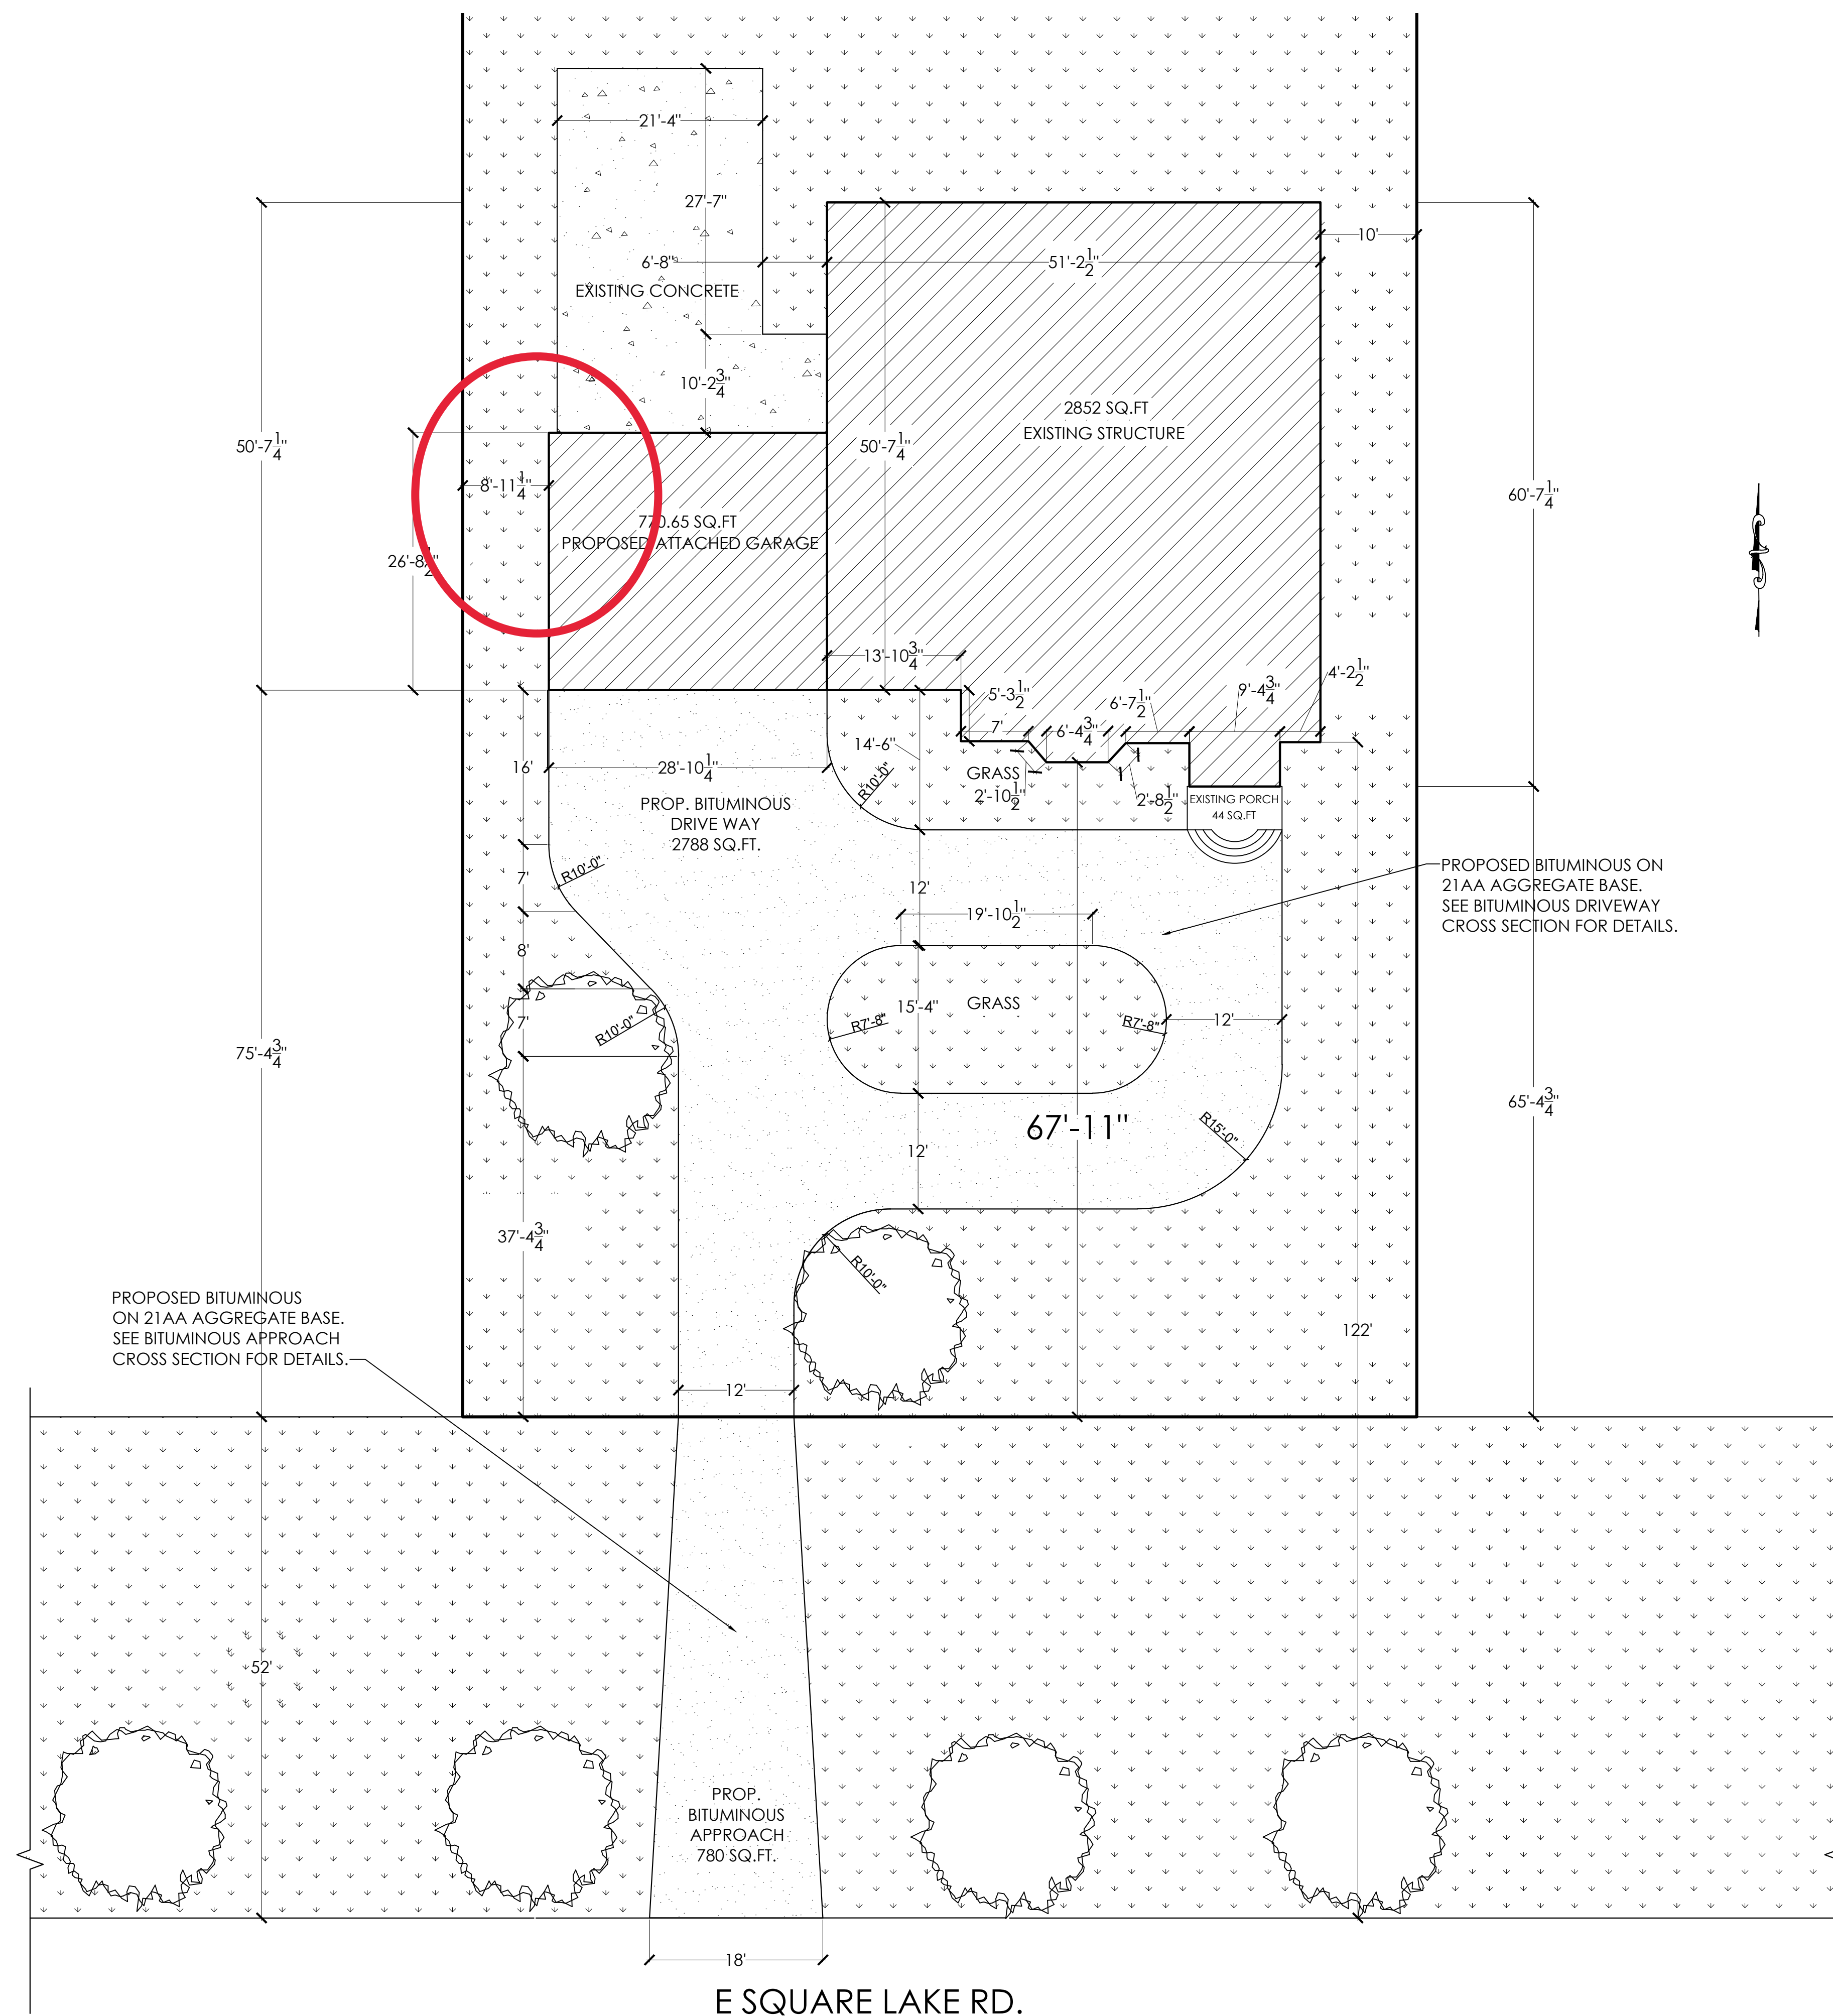 21'-4"
27'-7"
10'
6'-8"
51'-2 1/2"
EXISTING CONCRETE
10'-2 3/4"
2852 SQ.FT
EXISTING STRUCTURE
50'-7 1/4"
50'-7 1/4"
8'-11 1/4"
60'-7 1/4"
770.65 SQ.FT
PROPOSED ATTACHED GARAGE
26'-8 1/2"
13'-10 3/4"
4'-2 1/2"
5'-3 1/2"
9'-4 3/4"
6'-7 1/2"
7'
6'-4 3/4"
14'-6"
16'
28'-10 1/4"
GRASS
R10'-0"
2'-10 1/2"
2'-8 1/2"
EXISTING PORCH
44 SQ.FT
PROP. BITUMINOUS
DRIVE WAY
2788 SQ.FT.
R10'-0"
7'
12'
PROPOSED BITUMINOUS ON
21AA AGGREGATE BASE.
SEE BITUMINOUS DRIVEWAY
CROSS SECTION FOR DETAILS.
19'-10 1/2"
8'
15'-4"
GRASS
R7'-8"
R7'-8"
12'
7'
R10'-0"
75'-4 3/4"
65'-4 3/4"
67'-11"
R15'-0"
12'
37'-4 3/4"
R10'-0"
PROPOSED BITUMINOUS
ON 21AA AGGREGATE BASE.
SEE BITUMINOUS APPROACH
CROSS SECTION FOR DETAILS.
122'
12'
52'
PROP.
BITUMINOUS
APPROACH
780 SQ.FT.
18'
E SQUARE LAKE RD.